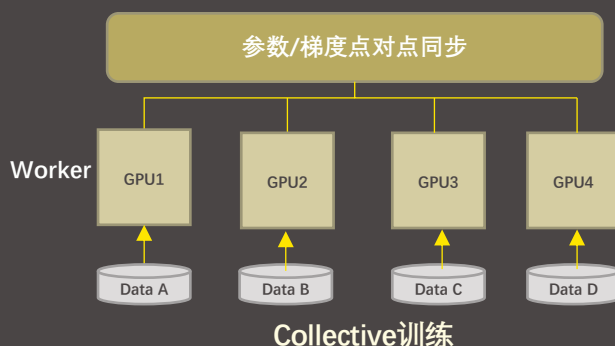 参数/梯度点对点同步
Worker
GPU1
GPU2
GPU3
GPU4
Data A
Data B
Data C
Data D
Collective训练